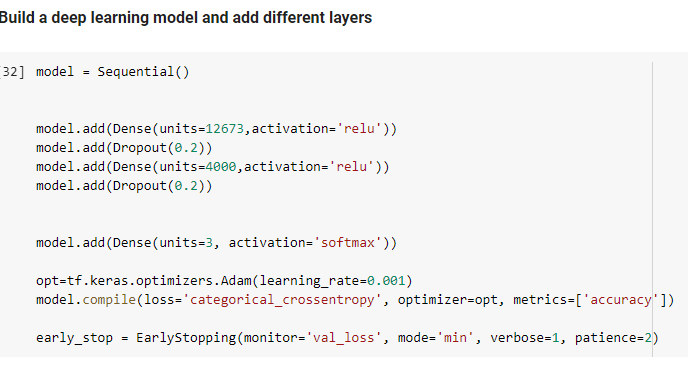 Build a deep learning model and add different layers
32] model = Sequential()
model.add(Dense(units=12673,activation='relu'))
model.add(Dropout(0.2))
model.add(Dense(units=4000,activation='relu'))
model.add(Dropout(0.2))
model.add(Dense(units=3, activation='softmax'))
opt=tf.keras.optimizers.Adam(learning_rate=0.001)
model.compile(loss='categorical_crossentropy', optimizer=opt, metrics=['accuracy'])
early_stop = EarlyStopping(monitor='val_loss', mode='min', verbose=1, patience=2)